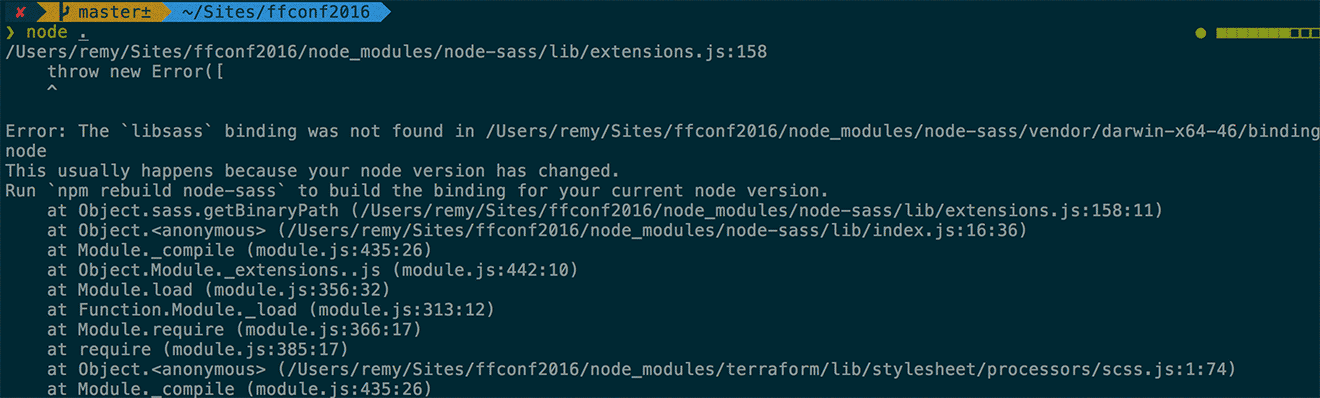 ✘ master± ~/Sites/ffconf2016
❯ node .
/Users/remy/Sites/ffconf2016/node_modules/node-sass/lib/extensions.js:158
    throw new Error([
    ^
Error: The `libsass` binding was not found in /Users/remy/Sites/ffconf2016/node_modules/node-sass/vendor/darwin-x64-46/binding
node
This usually happens because your node version has changed.
Run `npm rebuild node-sass` to build the binding for your current node version.
    at Object.sass.getBinaryPath (/Users/remy/Sites/ffconf2016/node_modules/node-sass/lib/extensions.js:158:11)
    at Object.<anonymous> (/Users/remy/Sites/ffconf2016/node_modules/node-sass/lib/index.js:16:36)
    at Module._compile (module.js:435:26)
    at Object.Module._extensions..js (module.js:442:10)
    at Module.load (module.js:356:32)
    at Function.Module._load (module.js:313:12)
    at Module.require (module.js:366:17)
    at require (module.js:385:17)
    at Object.<anonymous> (/Users/remy/Sites/ffconf2016/node_modules/terraform/lib/stylesheet/processors/scss.js:1:74)
    at Module._compile (module.js:435:26)